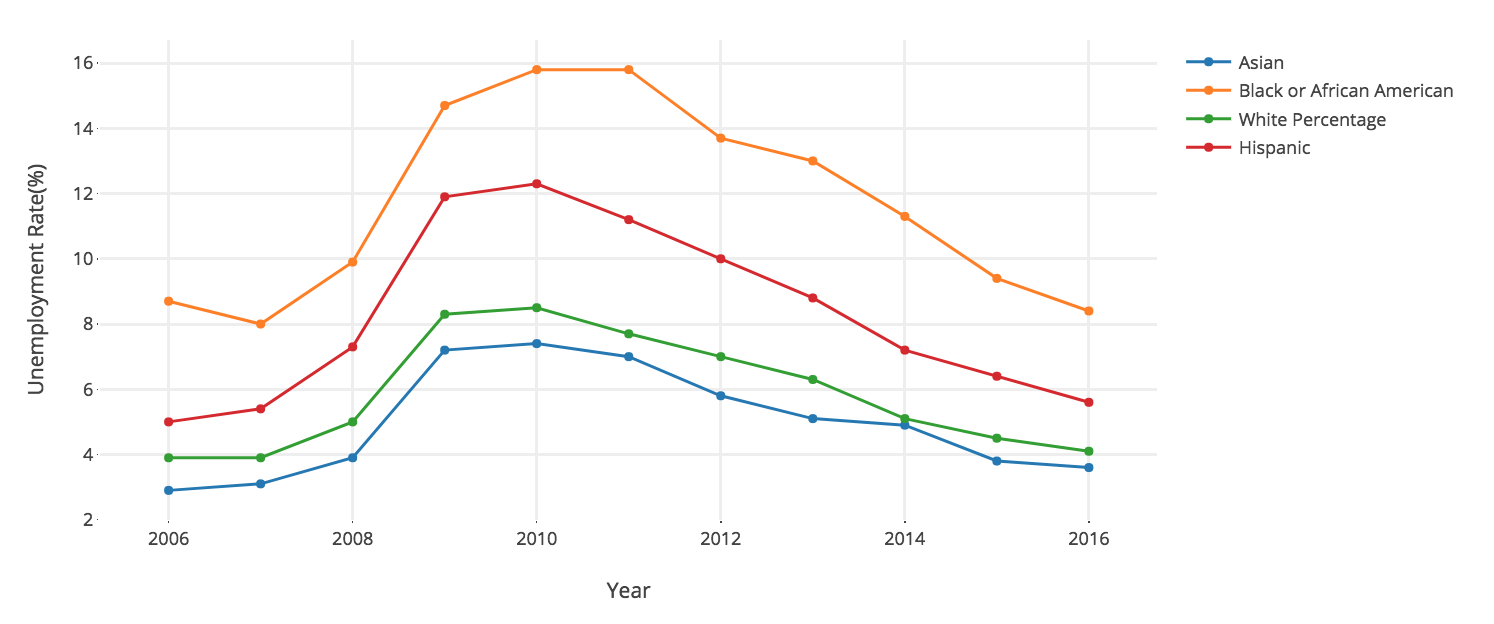 16
14
12
10
8
6
4
2
Unemployment Rate(%)
2006
2008
2010
2012
2014
2016
Year
Asian
Black or African American
White Percentage
Hispanic